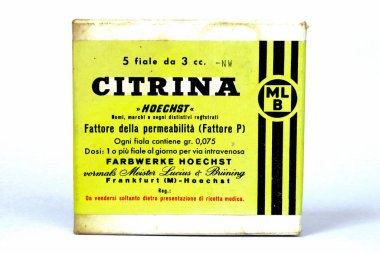 5 fiale da 3 cc. -NW
CITRINA
»HOECHST«
Nomi, marchi e segni distintivi registrati
Fattore della permeabilità (Fattore P)
Ogni fiala contiene gr. 0,075
Dosi: 1 o più fiale al giorno per via intravenosa
FARBWERKE HOECHST
vormals Meister Lucius & Brüning
Frankfurt (M)-Hoechst
Reg.:
Da vendersi soltanto dietro presentazione di ricetta medica.
ML
B